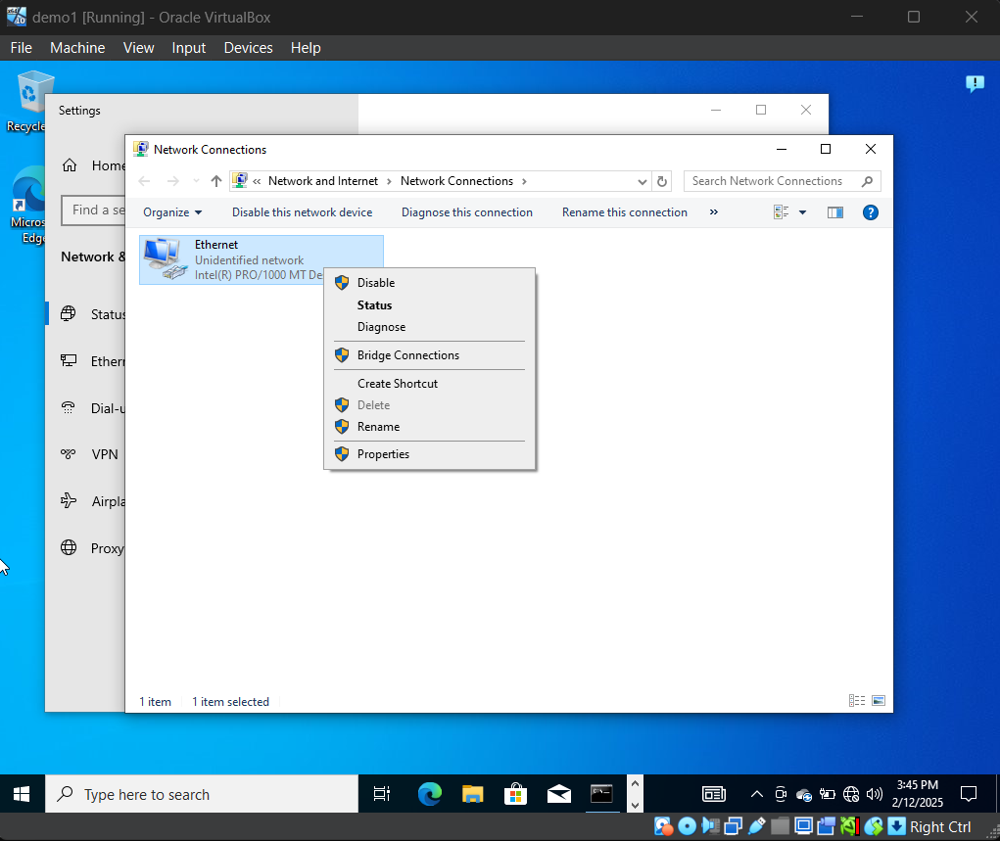 demo1 [Running] - Oracle VirtualBox
File Machine View Input Devices Help
Recycle
Micros
Edge
Settings
Home
Find a se
Network &
Status
Ethern
Dial-u
VPN
Airpla
Proxy
Network Connections
« Network and Internet › Network Connections ›
Search Network Connections
Organize
Disable this network device
Diagnose this connection
Rename this connection
»
Ethernet
Unidentified network
Intel(R) PRO/1000 MT De
Disable
Status
Diagnose
Bridge Connections
Create Shortcut
Delete
Rename
Properties
1 item 1 item selected
Type here to search
3:45 PM
2/12/2025
Right Ctrl